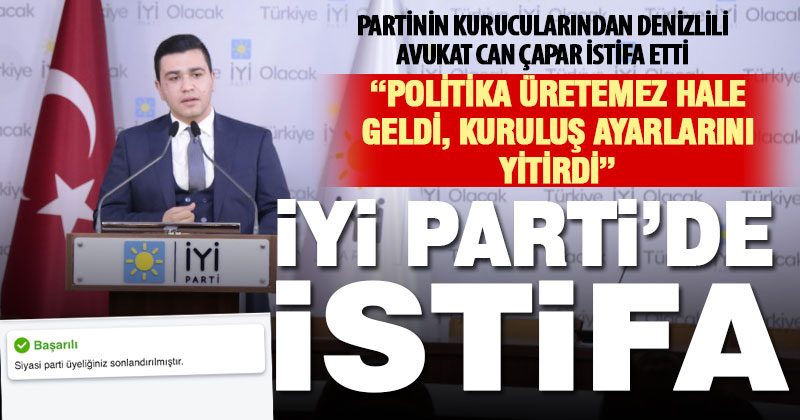 PARTİNİN KURUCULARINDAN DENİZLİLİ
AVUKAT CAN ÇAPAR İSTİFA ETTİ
“POLİTİKA ÜRETEMEZ HALE
GELDİ, KURULUŞ AYARLARINI
YİTİRDİ”
İYİ PARTİ’DE
İSTİFA
Olacak
Türkiye
İYİ Olacak
Türkiye
İYİ
PARTİ
Başarılı
Siyasi parti üyeliğiniz sonlandırılmıştır.